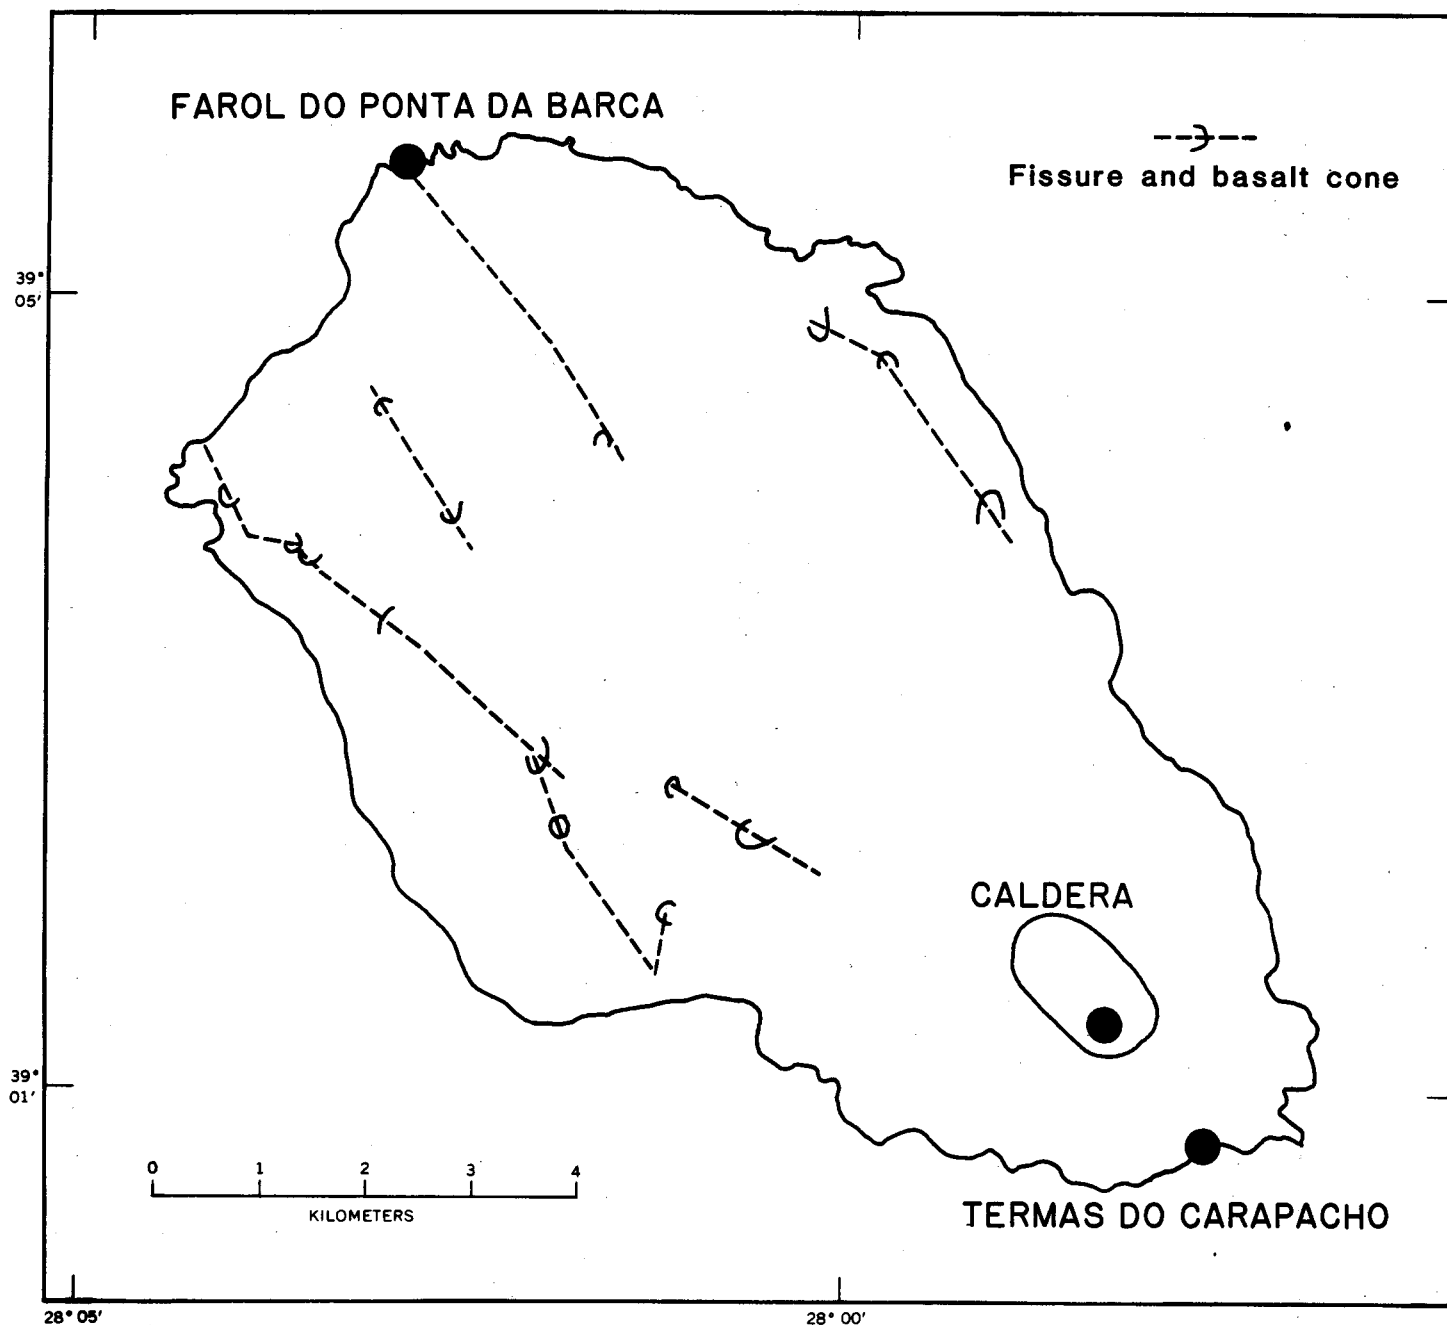 FAROL DO PONTA DA BARCA
Fissure and basalt cone
39°
05'
CALDERA
39°
01'
0 1 2 3 4
KILOMETERS
TERMAS DO CARAPACHO
28° 05'
28° 00'